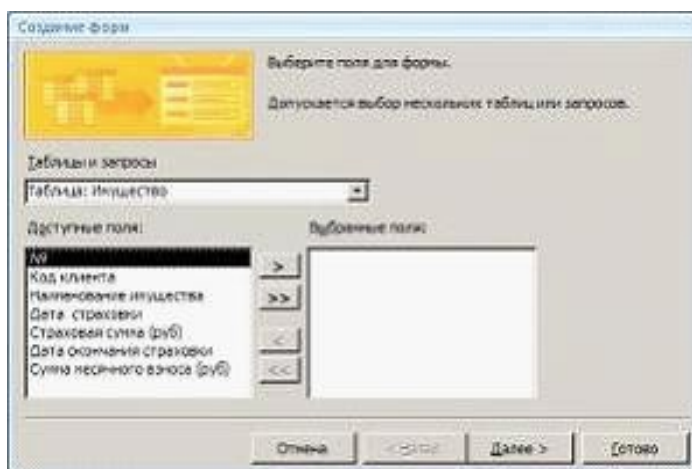 Создание форм
Выберите поля для формы.
Допускается выбор нескольких таблиц или запросов.
Таблицы и запросы
Таблица: Имущество
Доступные поля:
Выбранные поля:
№
Код клиента
Наименование имущества
Дата страховки
Страховая сумма (руб)
Дата окончания страховки
Сумма месячного взноса (руб)
>
>>
<
<<
Отмена
< Назад
Далее >
Готово